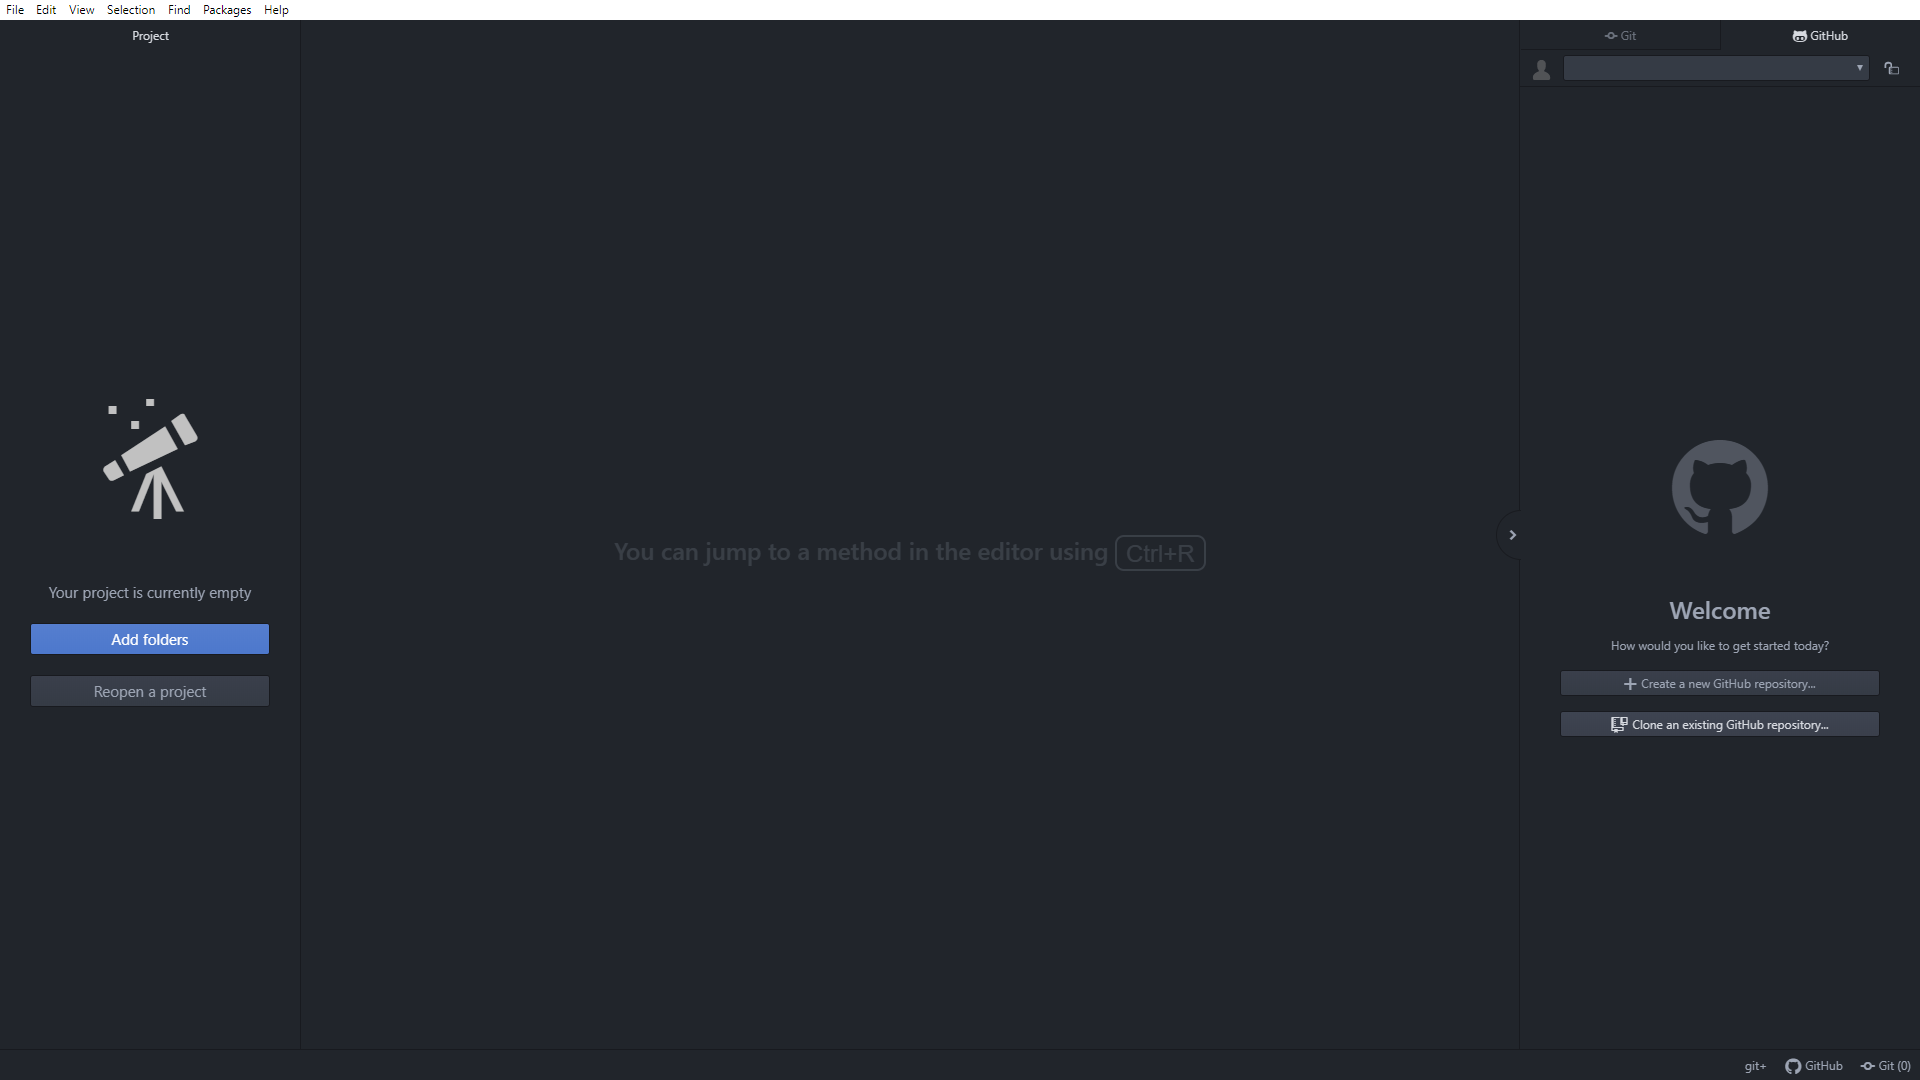 File Edit View Selection Find Packages Help
Project
Git
GitHub
You can jump to a method in the editor using Ctrl+R
Your project is currently empty
Add folders
Reopen a project
Welcome
How would you like to get started today?
Create a new GitHub repository...
Clone an existing GitHub repository...
git+ GitHub Git (0)